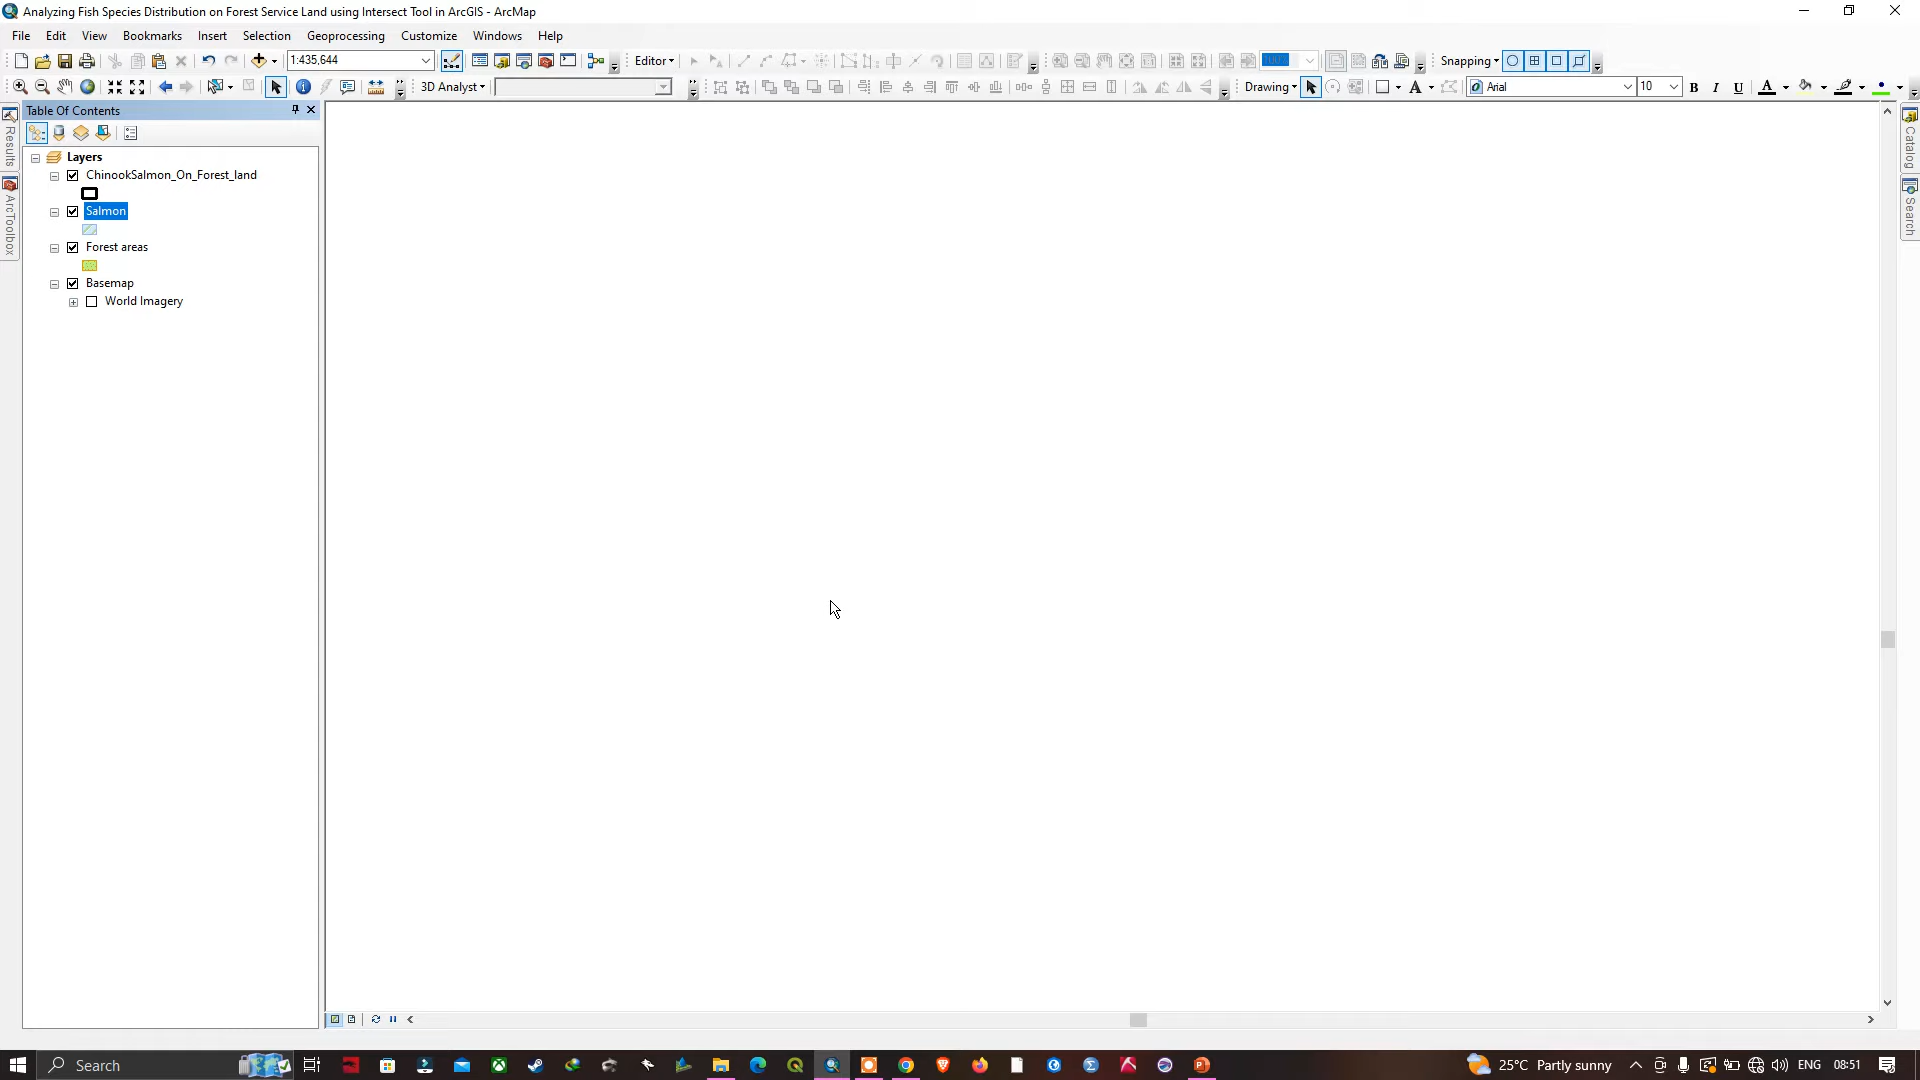 Analyzing Fish Species Distribution on Forest Service Land using Intersect Tool in ArcGIS - ArcMap
File Edit View Bookmarks Insert Selection Geoprocessing Customize Windows Help
1:435,644 Editor 100% Snapping
3D Analyst Drawing Arial 10 B I U A
Table Of Contents
Results
ArcToolbox
Layers
ChinookSalmon_On_Forest_land
Salmon
Forest areas
Basemap
World Imagery
Catalog
Search
Search 25°C Partly sunny ENG 08:51